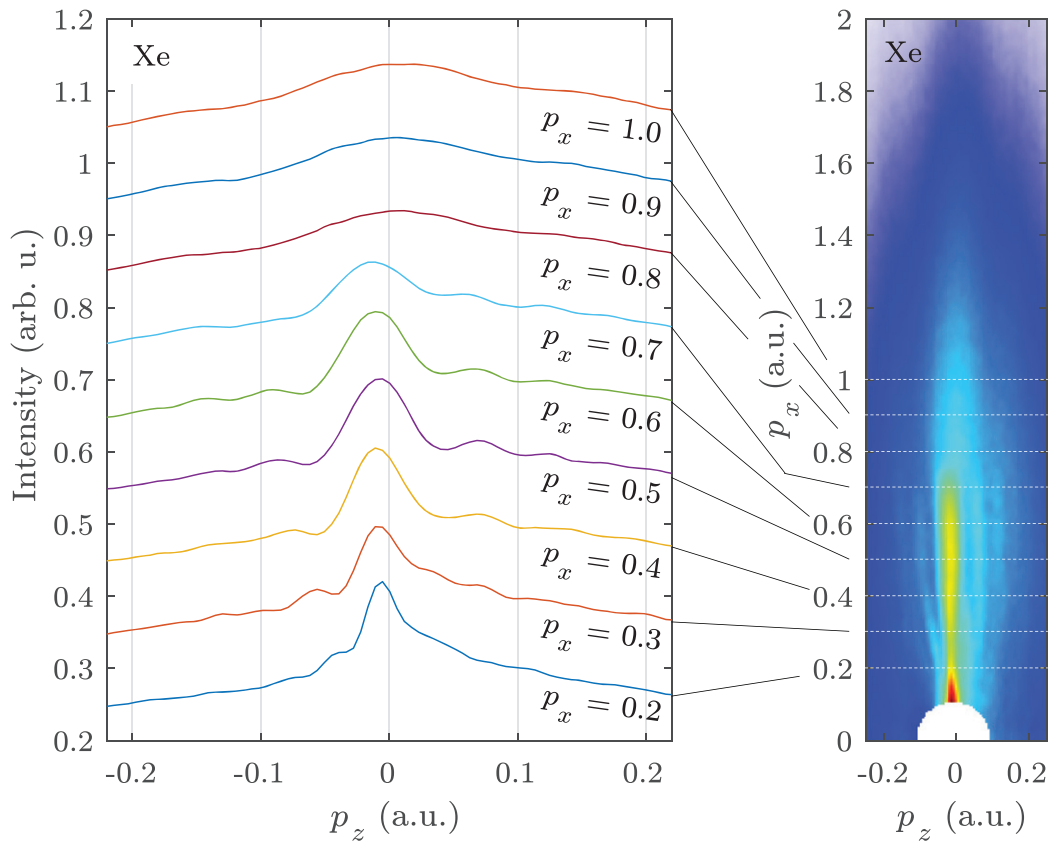 Xe
1.2
1.1
1
0.9
0.8
0.7
0.6
0.5
0.4
0.3
0.2
Intensity (arb. u.)
p_x = 1.0
p_x = 0.9
p_x = 0.8
p_x = 0.7
p_x = 0.6
p_x = 0.5
p_x = 0.4
p_x = 0.3
p_x = 0.2
-0.2 -0.1 0 0.1 0.2
p_z (a.u.)
Xe
2
1.8
1.6
1.4
1.2
1
0.8
0.6
0.4
0.2
0
p_x (a.u.)
-0.2 0 0.2
p_z (a.u.)